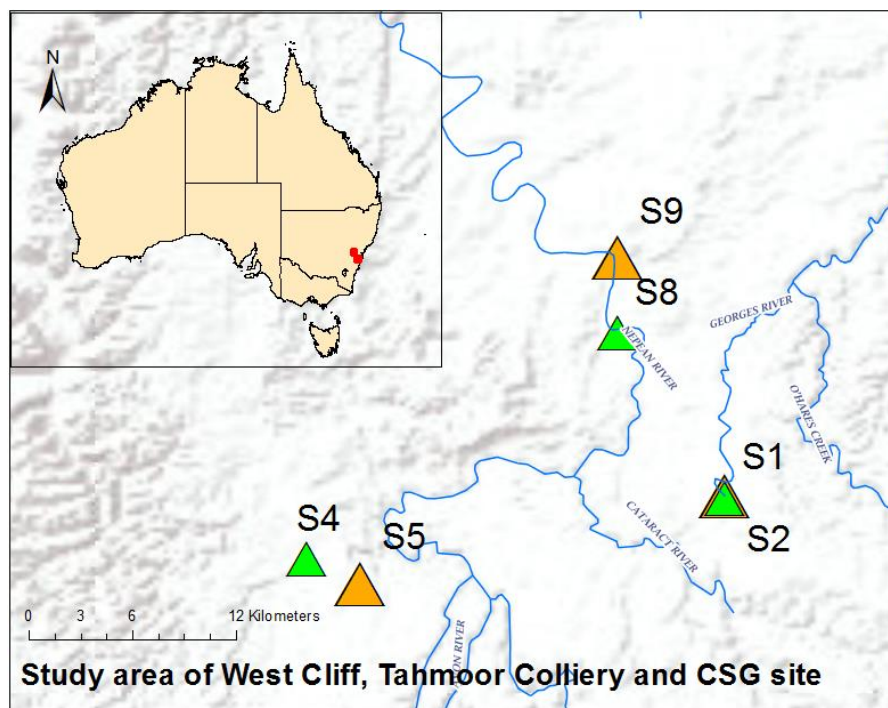 N
S9
S8
GEORGES RIVER
NEPEAN RIVER
O'HARES CREEK
S1
S4
S5
CATARACT RIVER
S2
0 3 6 12 Kilometers
RIVER
Study area of West Cliff, Tahmoor Colliery and CSG site